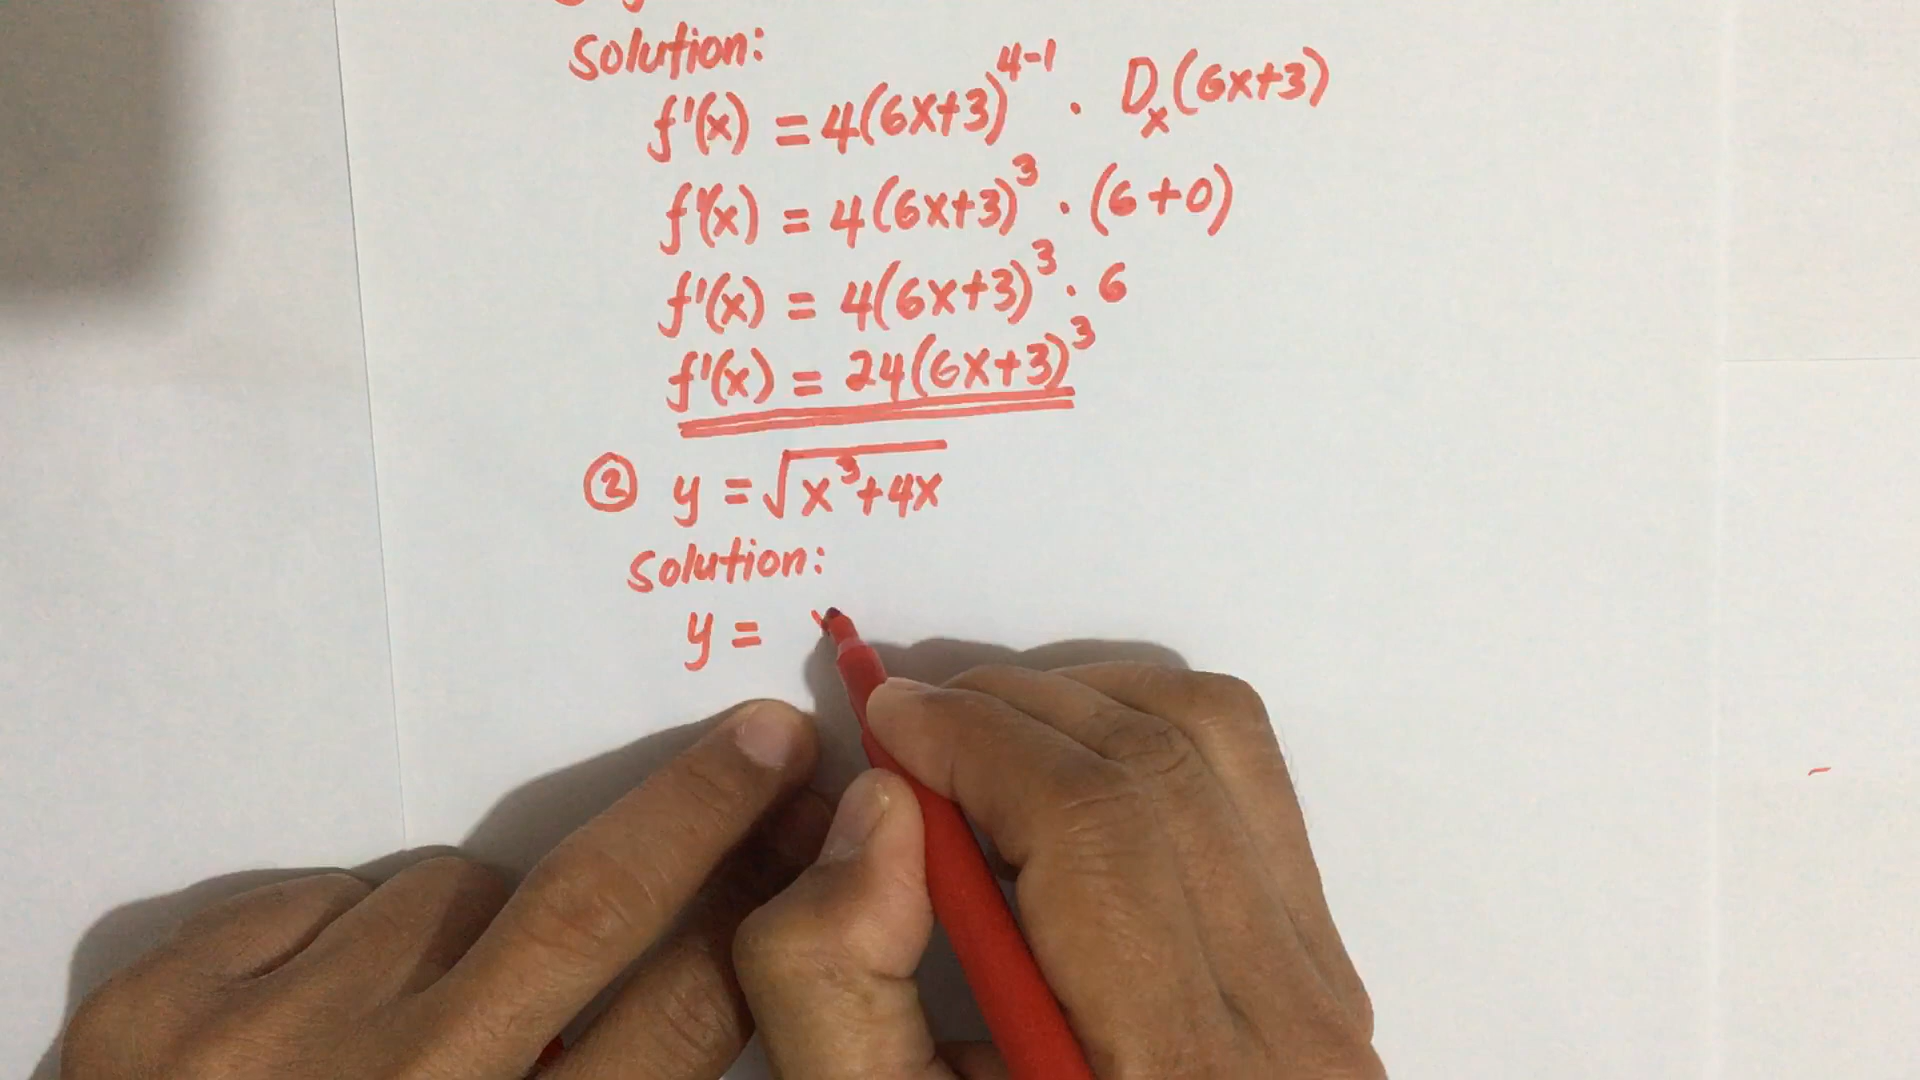 Solution:
f'(x) = 4(6x+3)⁴⁻¹ · Dₓ(6x+3)
f'(x) = 4(6x+3)³ · (6+0)
f'(x) = 4(6x+3)³ · 6
f'(x) = 24(6x+3)³
② y = √(x³+4x)
Solution:
y =